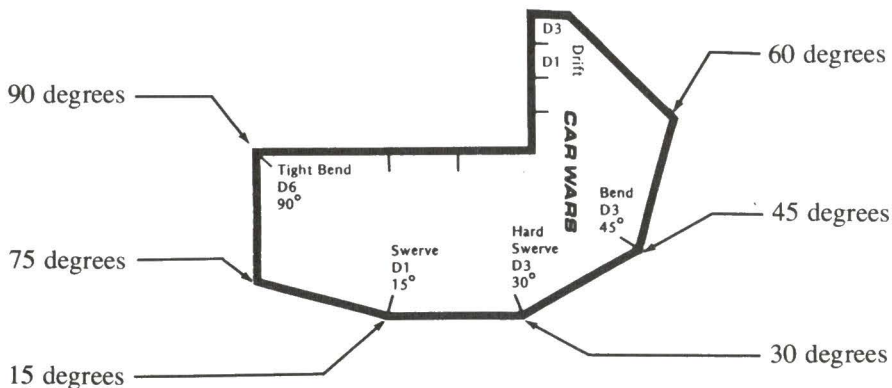 D3
D1
Drift
60 degrees
90 degrees
CAR WARS
Tight Bend
D6
90°
Bend
D3
45°
45 degrees
75 degrees
Swerve
D1
15°
Hard
Swerve
D3
30°
15 degrees
30 degrees